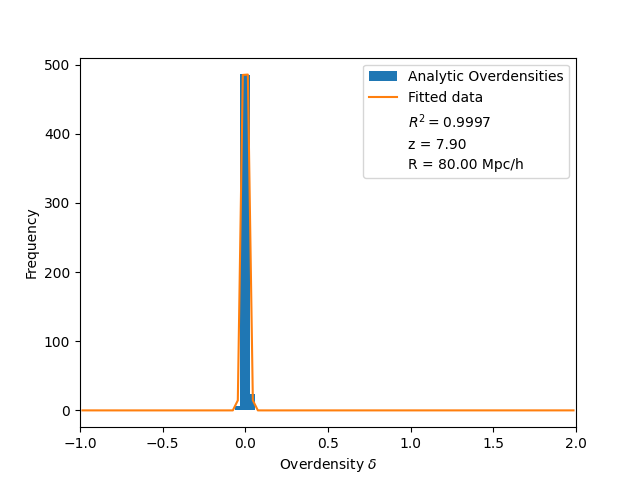 Analytic Overdensities
Fitted data
R² = 0.9997
z = 7.90
R = 80.00 Mpc/h
500
400
300
200
100
0
Frequency
−1.0 −0.5 0.0 0.5 1.0 1.5 2.0
Overdensity δ